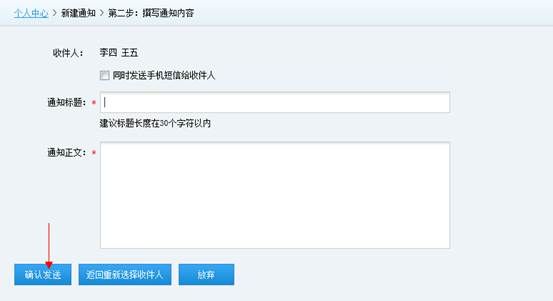 个人中心 > 新建通知 > 第二步：撰写通知内容
收件人： 李四 王五
同时发送手机短信给收件人
通知标题：*
建议标题长度在30个字符以内
通知正文：*
确认发送 返回重新选择收件人 放弃